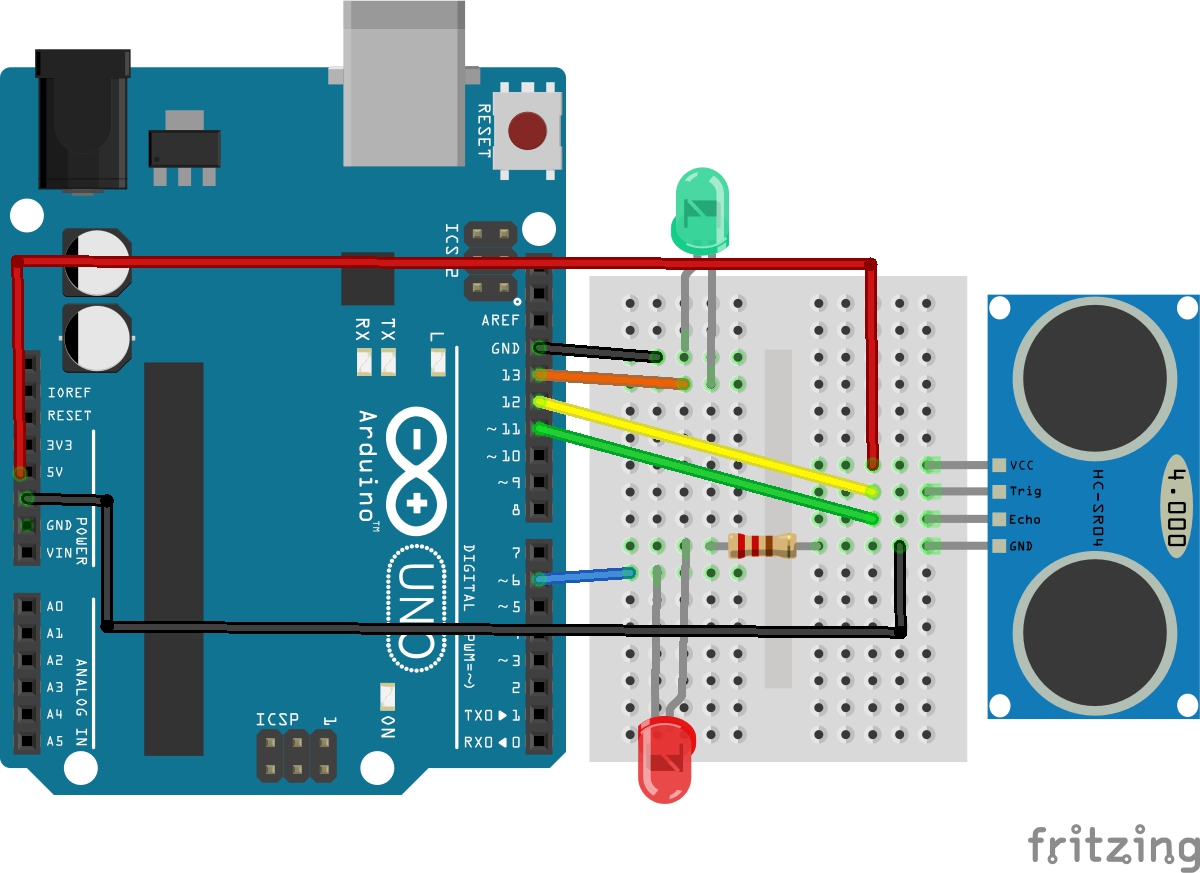 RESET
ICSP2
AREF
GND
13
12
~11
~10
~9
8
7
~6
~5
~3
2
TX0▶1
RX0◀0
DIGITAL (PWM=~)
RX
TX
L
Arduino™
UNO
ON
ICSP
1
IOREF
RESET
3V3
5V
GND
VIN
POWER
A0
A1
A2
A3
A4
A5
ANALOG IN
VCC
Trig
Echo
GND
HC-SR04
4.000
fritzing